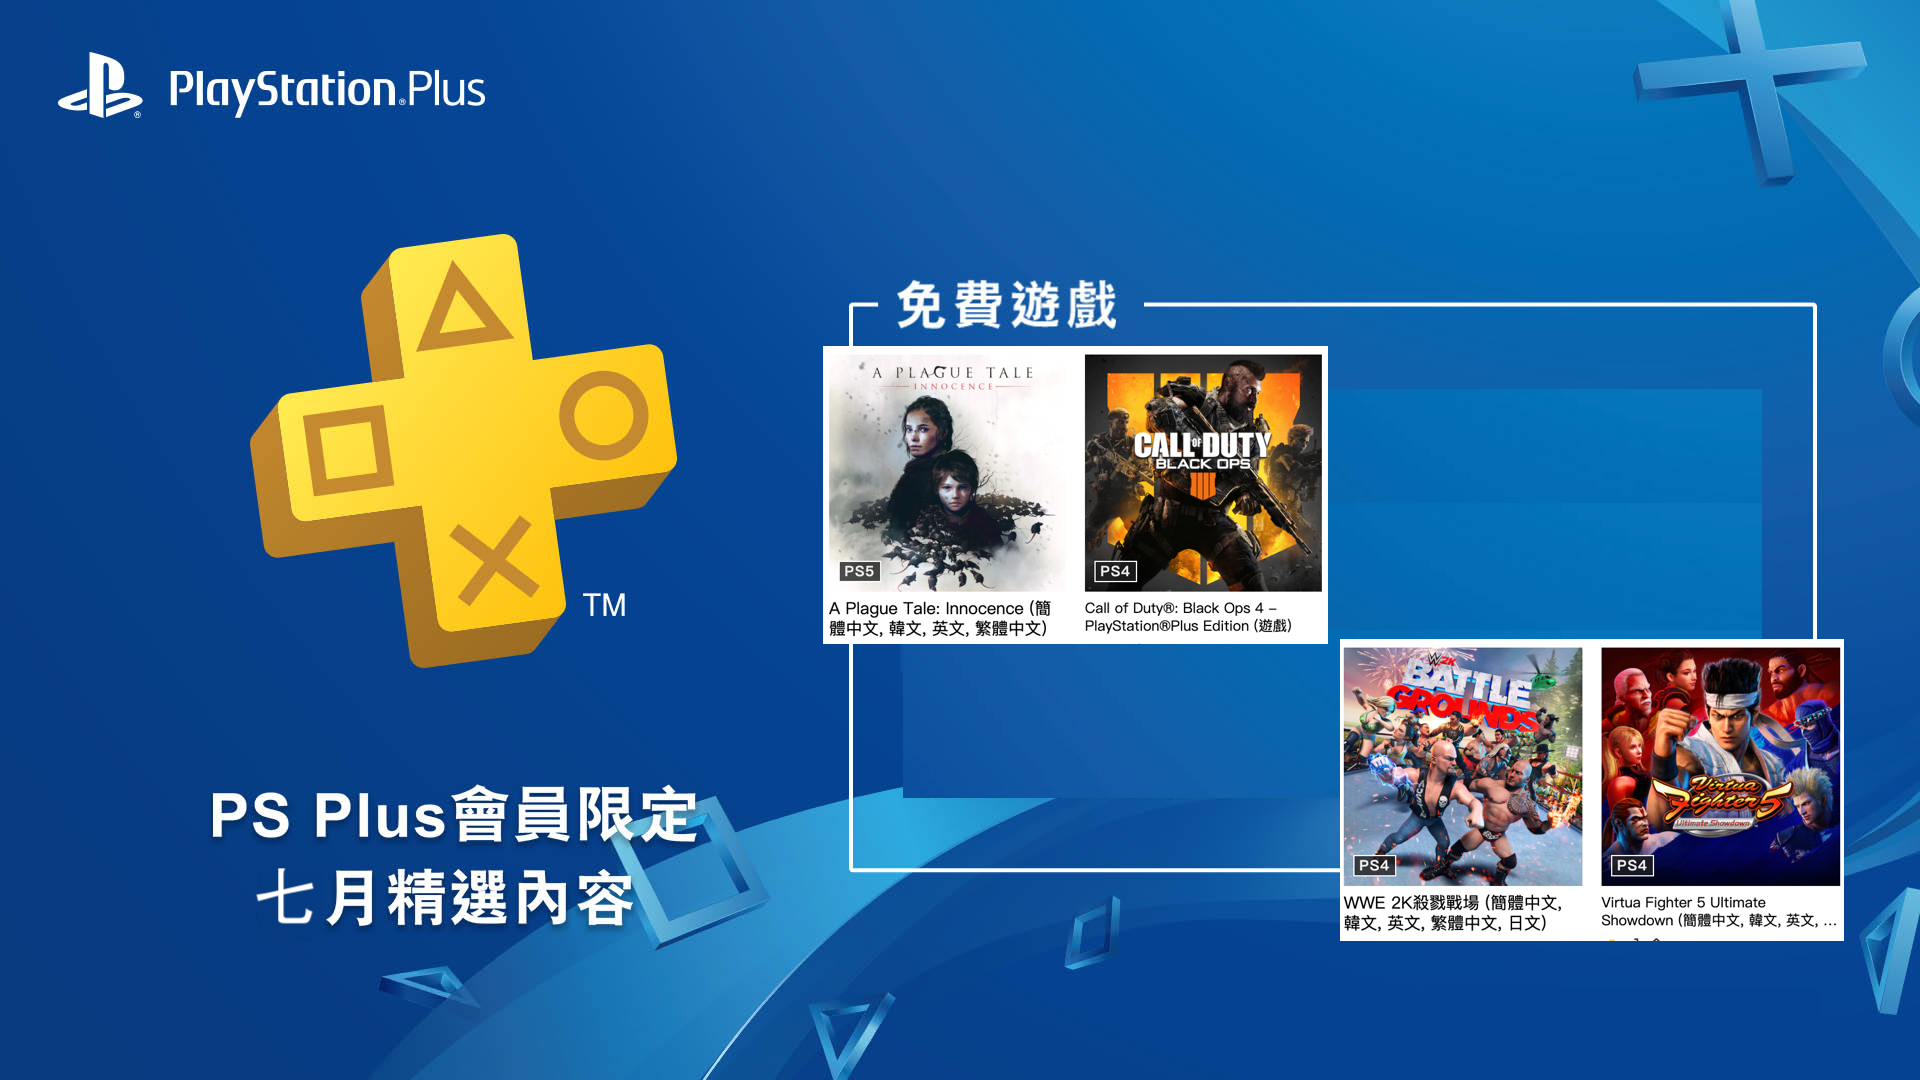 PlayStation®Plus
免費遊戲
A PLAGUE TALE
INNOCENCE
PS5
A Plague Tale: Innocence (簡
體中文, 韓文, 英文, 繁體中文)
CALL OF DUTY
BLACK OPS
IIII
PS4
Call of Duty®: Black Ops 4 –
PlayStation®Plus Edition (遊戲)
TM
W 2K
BATTLE
GROUNDS
PS4
WWE 2K殺戮戰場 (簡體中文,
韓文, 英文, 繁體中文, 日文)
Virtua
Fighter 5
Ultimate Showdown
PS4
Virtua Fighter 5 Ultimate
Showdown (簡體中文, 韓文, 英文, ...
PS Plus會員限定
七月精選內容